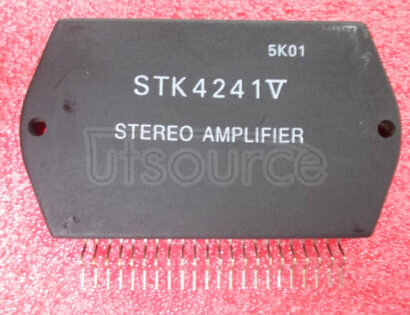 5K01
STK4241V
STEREO AMPLIFIER
Utsource